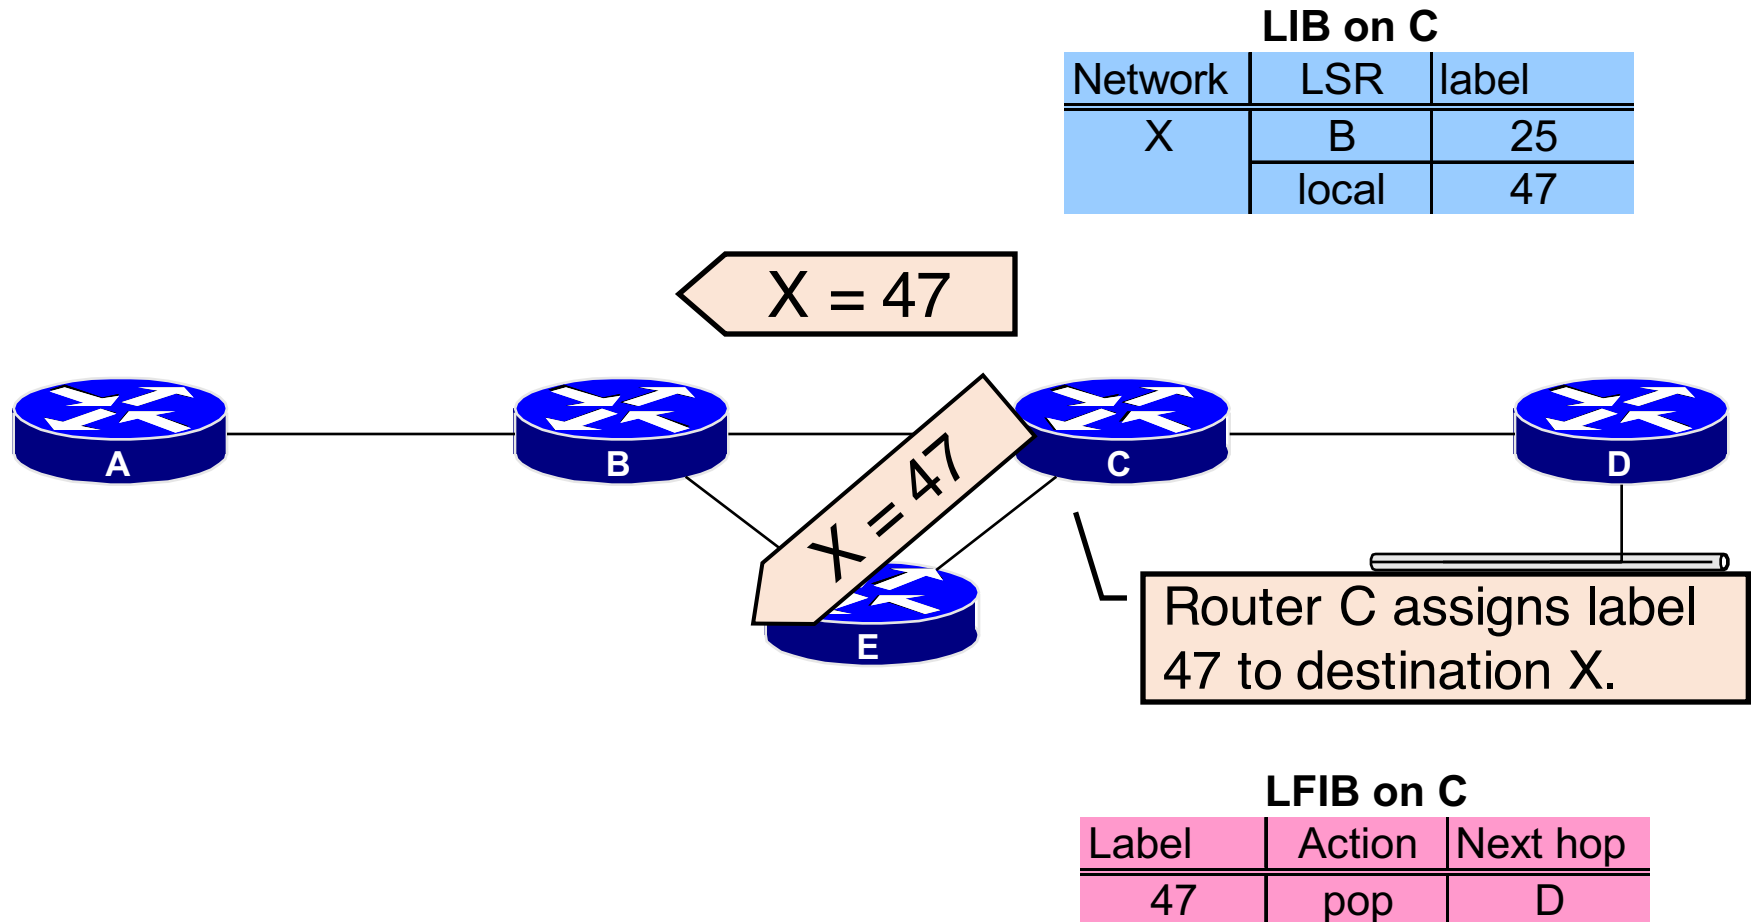 LIB on C
Network LSR label
X B 25
local 47
X = 47
X = 47
A B C D
E
Router C assigns label
47 to destination X.
LFIB on C
Label Action Next hop
47 pop D